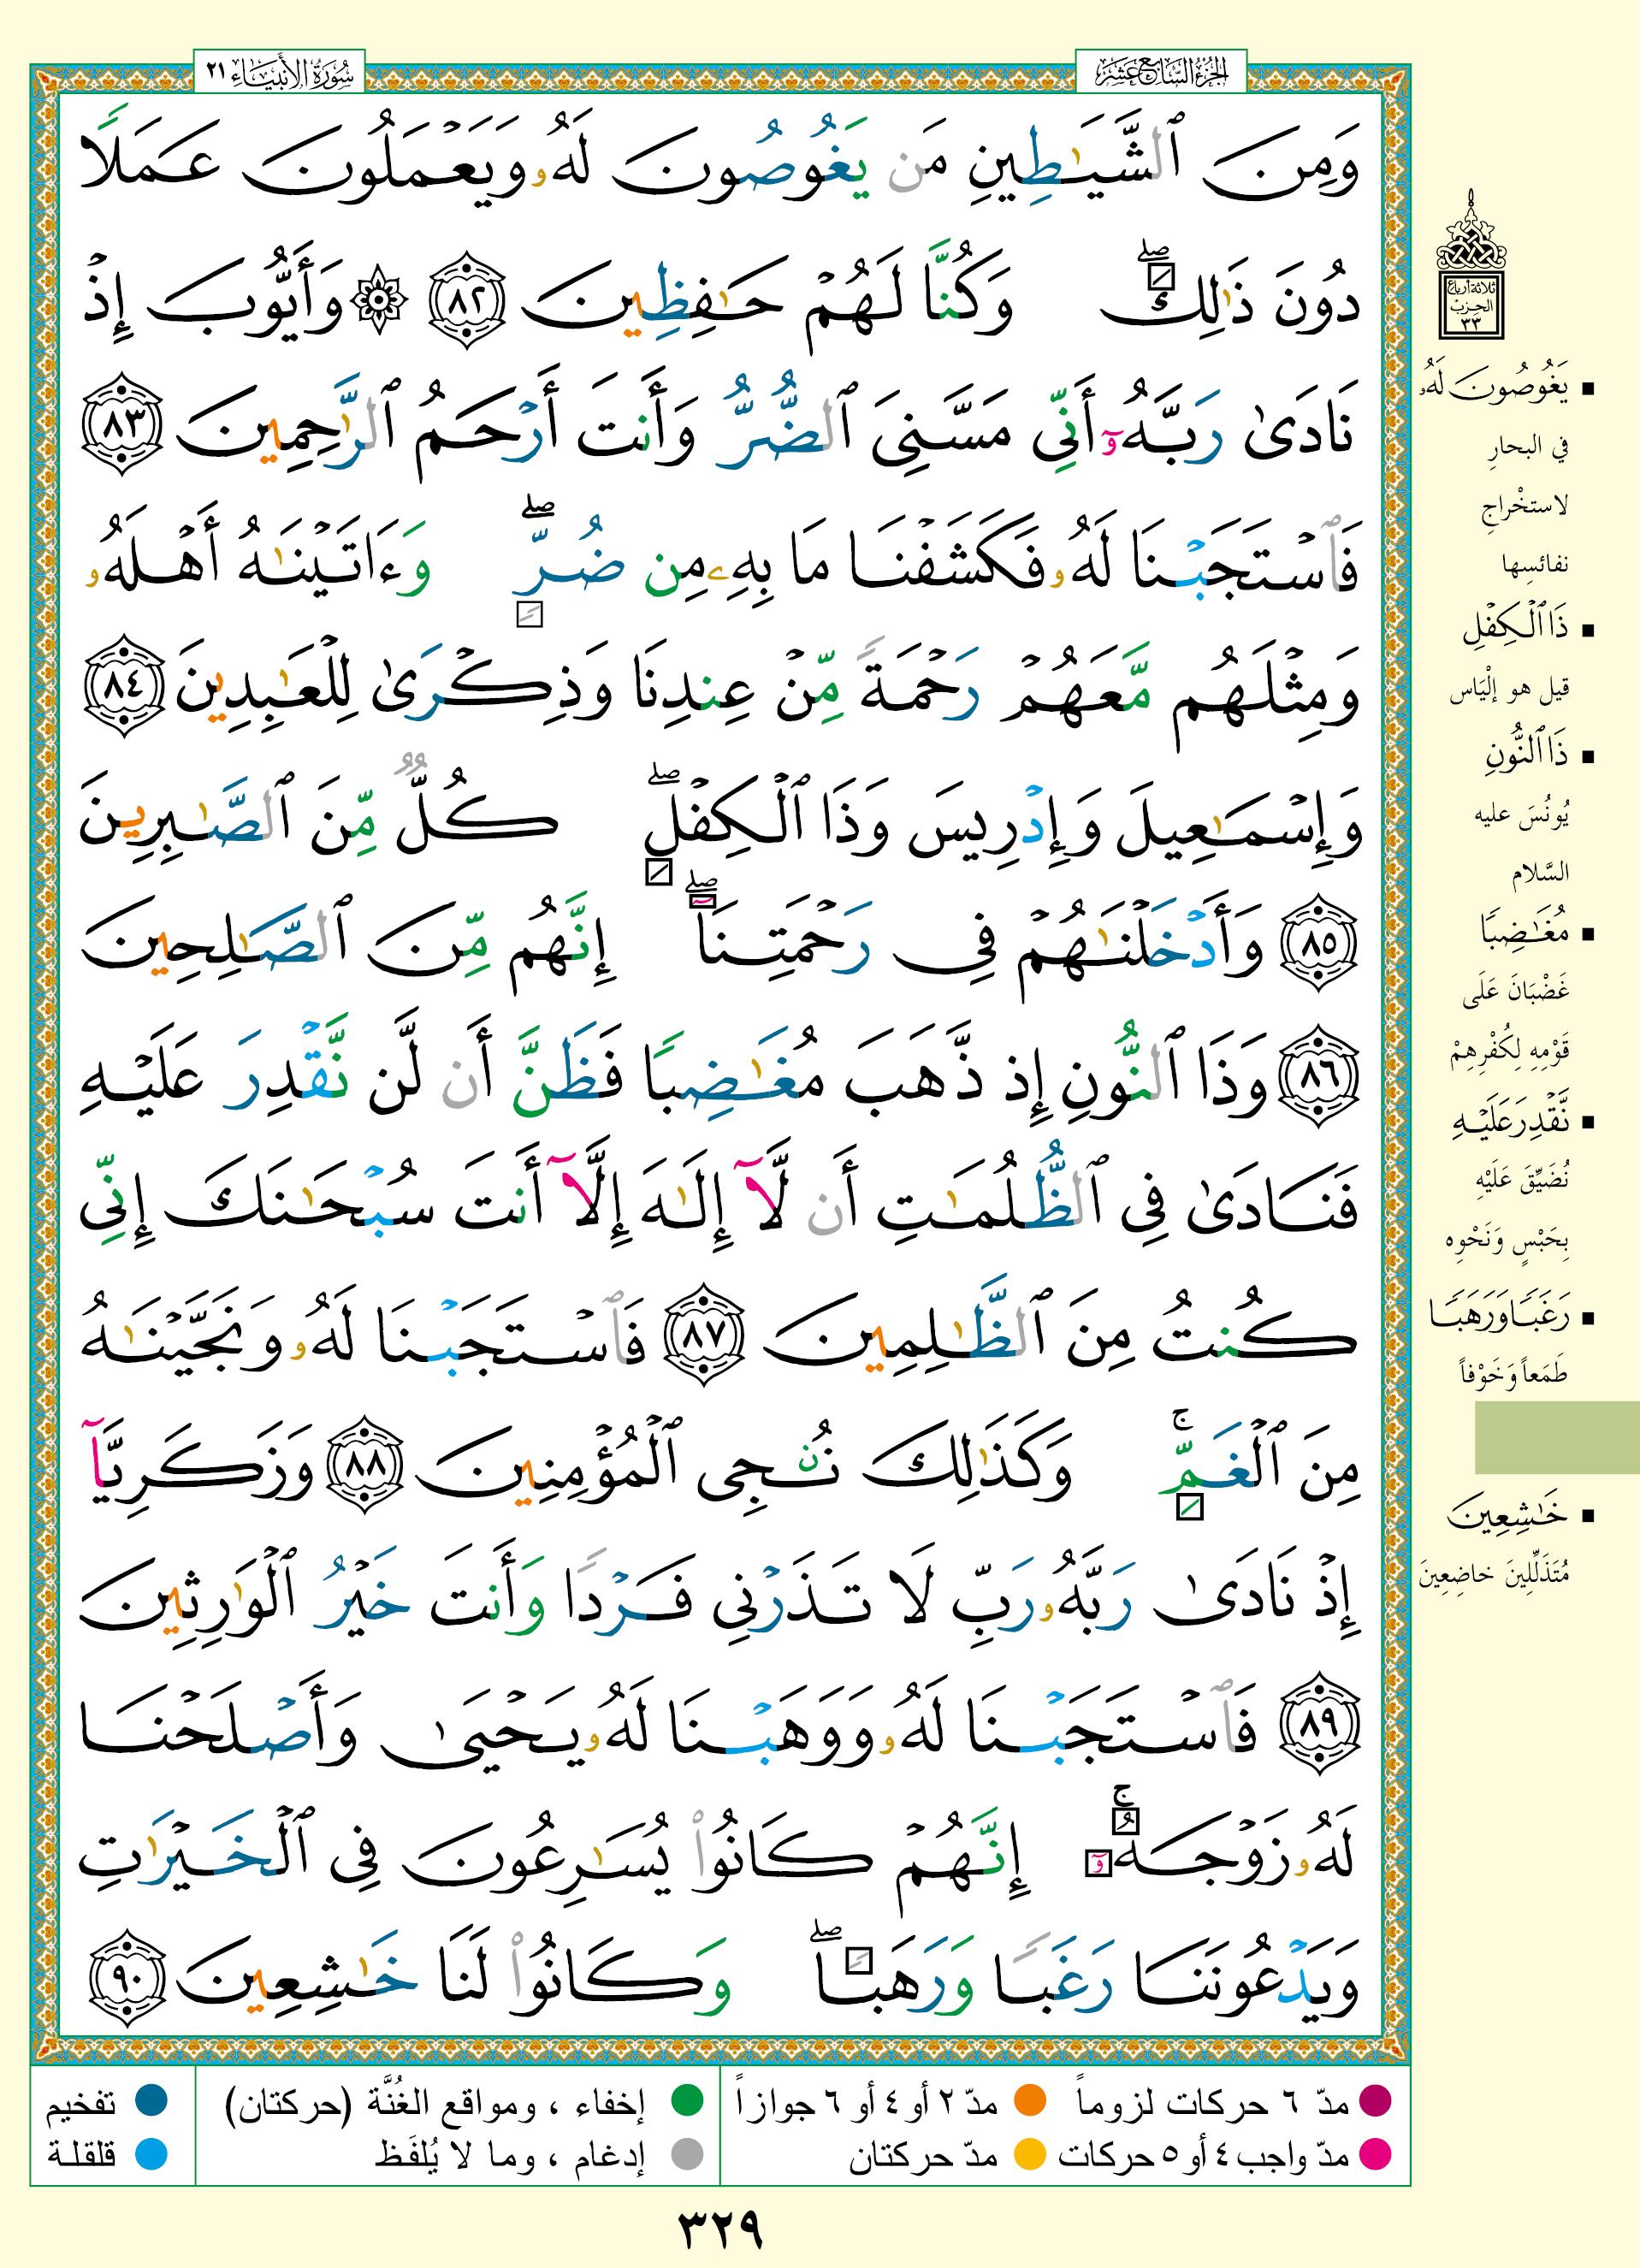 الجزء السابع عشر
سورة الأنبياء ٢١
وَمِنَ ٱلشَّيَـٰطِينِ مَن يَغُوصُونَ لَهُۥ وَيَعْمَلُونَ عَمَلًا
دُونَ ذَٰلِكَ ۖ وَكُنَّا لَهُمْ حَـٰفِظِينَ ٨٢ ۞ وَأَيُّوبَ إِذْ
نَادَىٰ رَبَّهُۥٓ أَنِّى مَسَّنِىَ ٱلضُّرُّ وَأَنتَ أَرْحَمُ ٱلرَّٰحِمِينَ ٨٣
فَٱسْتَجَبْنَا لَهُۥ فَكَشَفْنَا مَا بِهِۦ مِن ضُرٍّ ۖ وَءَاتَيْنَـٰهُ أَهْلَهُۥ
وَمِثْلَهُم مَّعَهُمْ رَحْمَةً مِّنْ عِندِنَا وَذِكْرَىٰ لِلْعَـٰبِدِينَ ٨٤
وَإِسْمَـٰعِيلَ وَإِدْرِيسَ وَذَا ٱلْكِفْلِ ۖ كُلٌّ مِّنَ ٱلصَّـٰبِرِينَ
٨٥ وَأَدْخَلْنَـٰهُمْ فِى رَحْمَتِنَآ ۖ إِنَّهُم مِّنَ ٱلصَّـٰلِحِينَ
٨٦ وَذَا ٱلنُّونِ إِذ ذَّهَبَ مُغَـٰضِبًا فَظَنَّ أَن لَّن نَّقْدِرَ عَلَيْهِ
فَنَادَىٰ فِى ٱلظُّلُمَـٰتِ أَن لَّآ إِلَـٰهَ إِلَّآ أَنتَ سُبْحَـٰنَكَ إِنِّى
كُنتُ مِنَ ٱلظَّـٰلِمِينَ ٨٧ فَٱسْتَجَبْنَا لَهُۥ وَنَجَّيْنَـٰهُ
مِنَ ٱلْغَمِّ ۚ وَكَذَٰلِكَ نُـۨجِى ٱلْمُؤْمِنِينَ ٨٨ وَزَكَرِيَّآ
إِذْ نَادَىٰ رَبَّهُۥ رَبِّ لَا تَذَرْنِى فَرْدًا وَأَنتَ خَيْرُ ٱلْوَٰرِثِينَ
٨٩ فَٱسْتَجَبْنَا لَهُۥ وَوَهَبْنَا لَهُۥ يَحْيَىٰ وَأَصْلَحْنَا
لَهُۥ زَوْجَهُۥٓ ۚ إِنَّهُمْ كَانُوا۟ يُسَـٰرِعُونَ فِى ٱلْخَيْرَٰتِ
وَيَدْعُونَنَا رَغَبًا وَرَهَبًا ۖ وَكَانُوا۟ لَنَا خَـٰشِعِينَ ٩٠
ثلاثة أرباع
الحزب
٣٣
يَغُوصُونَ لَهُۥ
في البحارِ
لاستخْراجِ
نفائسِها
ذَا ٱلْكِفْلِ
قيل هو إلْيَاس
ذَا ٱلنُّونِ
يُونُسَ عليه
السَّلام
مُغَـٰضِبًا
غَضْبَانَ عَلَى
قَوْمِهِ لِكُفْرِهِمْ
نَّقْدِرَ عَلَيْهِ
نُضَيِّقَ عَلَيْهِ
بِحَبْسٍ وَنَحْوِه
رَغَبًا وَرَهَبًا
طَمَعاً وَخَوْفاً
خَـٰشِعِينَ
مُتَذَلِّلِينَ خاضِعِينَ
مدّ ٦ حركات لزوماً
مدّ ٢ أو ٤ أو ٦ جوازاً
إخفاء ، ومواقع الغُنَّة (حركتان)
تفخيم
مدّ واجب ٤ أو ٥ حركات
مدّ حركتان
إدغام ، وما لا يُلفَظ
قلقلة
٣٢٩